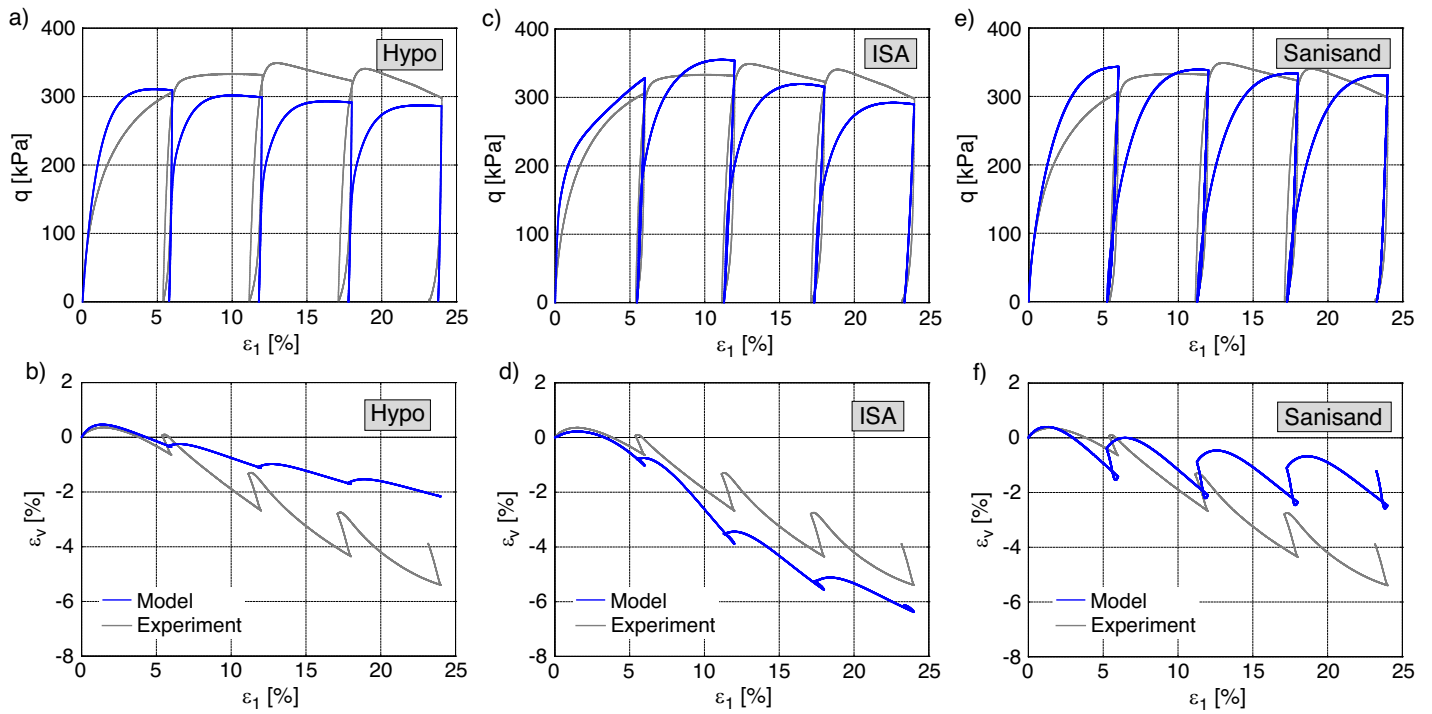 a)
Hypo
400
300
200
100
0
q [kPa]
0 5 10 15 20 25
ε1 [%]
c)
ISA
400
300
200
100
0
q [kPa]
0 5 10 15 20 25
ε1 [%]
e)
Sanisand
400
300
200
100
0
q [kPa]
0 5 10 15 20 25
ε1 [%]
b)
Hypo
2
0
-2
-4
-6
-8
εv [%]
Model
Experiment
0 5 10 15 20 25
ε1 [%]
d)
ISA
2
0
-2
-4
-6
-8
εv [%]
Model
Experiment
0 5 10 15 20 25
ε1 [%]
f)
Sanisand
2
0
-2
-4
-6
-8
εv [%]
Model
Experiment
0 5 10 15 20 25
ε1 [%]